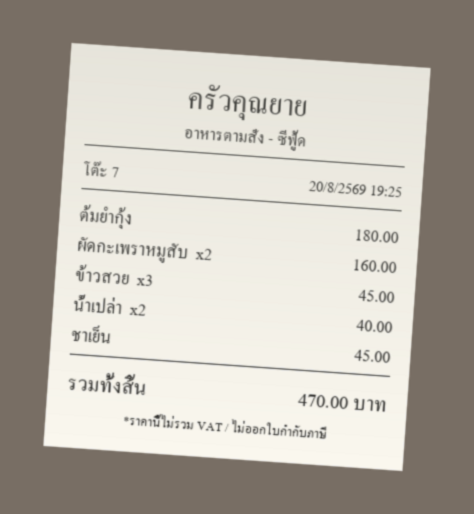 ครัวคุณยาย
อาหารตามสั่ง - ซีฟู้ด
โต๊ะ 7 20/8/2569 19:25
ต้มยำกุ้ง 180.00
ผัดกะเพราหมูสับ x2 160.00
ข้าวสวย x3 45.00
น้ำเปล่า x2 40.00
ชาเย็น 45.00
รวมทั้งสิ้น 470.00 บาท
*ราคานี้ไม่รวม VAT / ไม่ออกใบกำกับภาษี